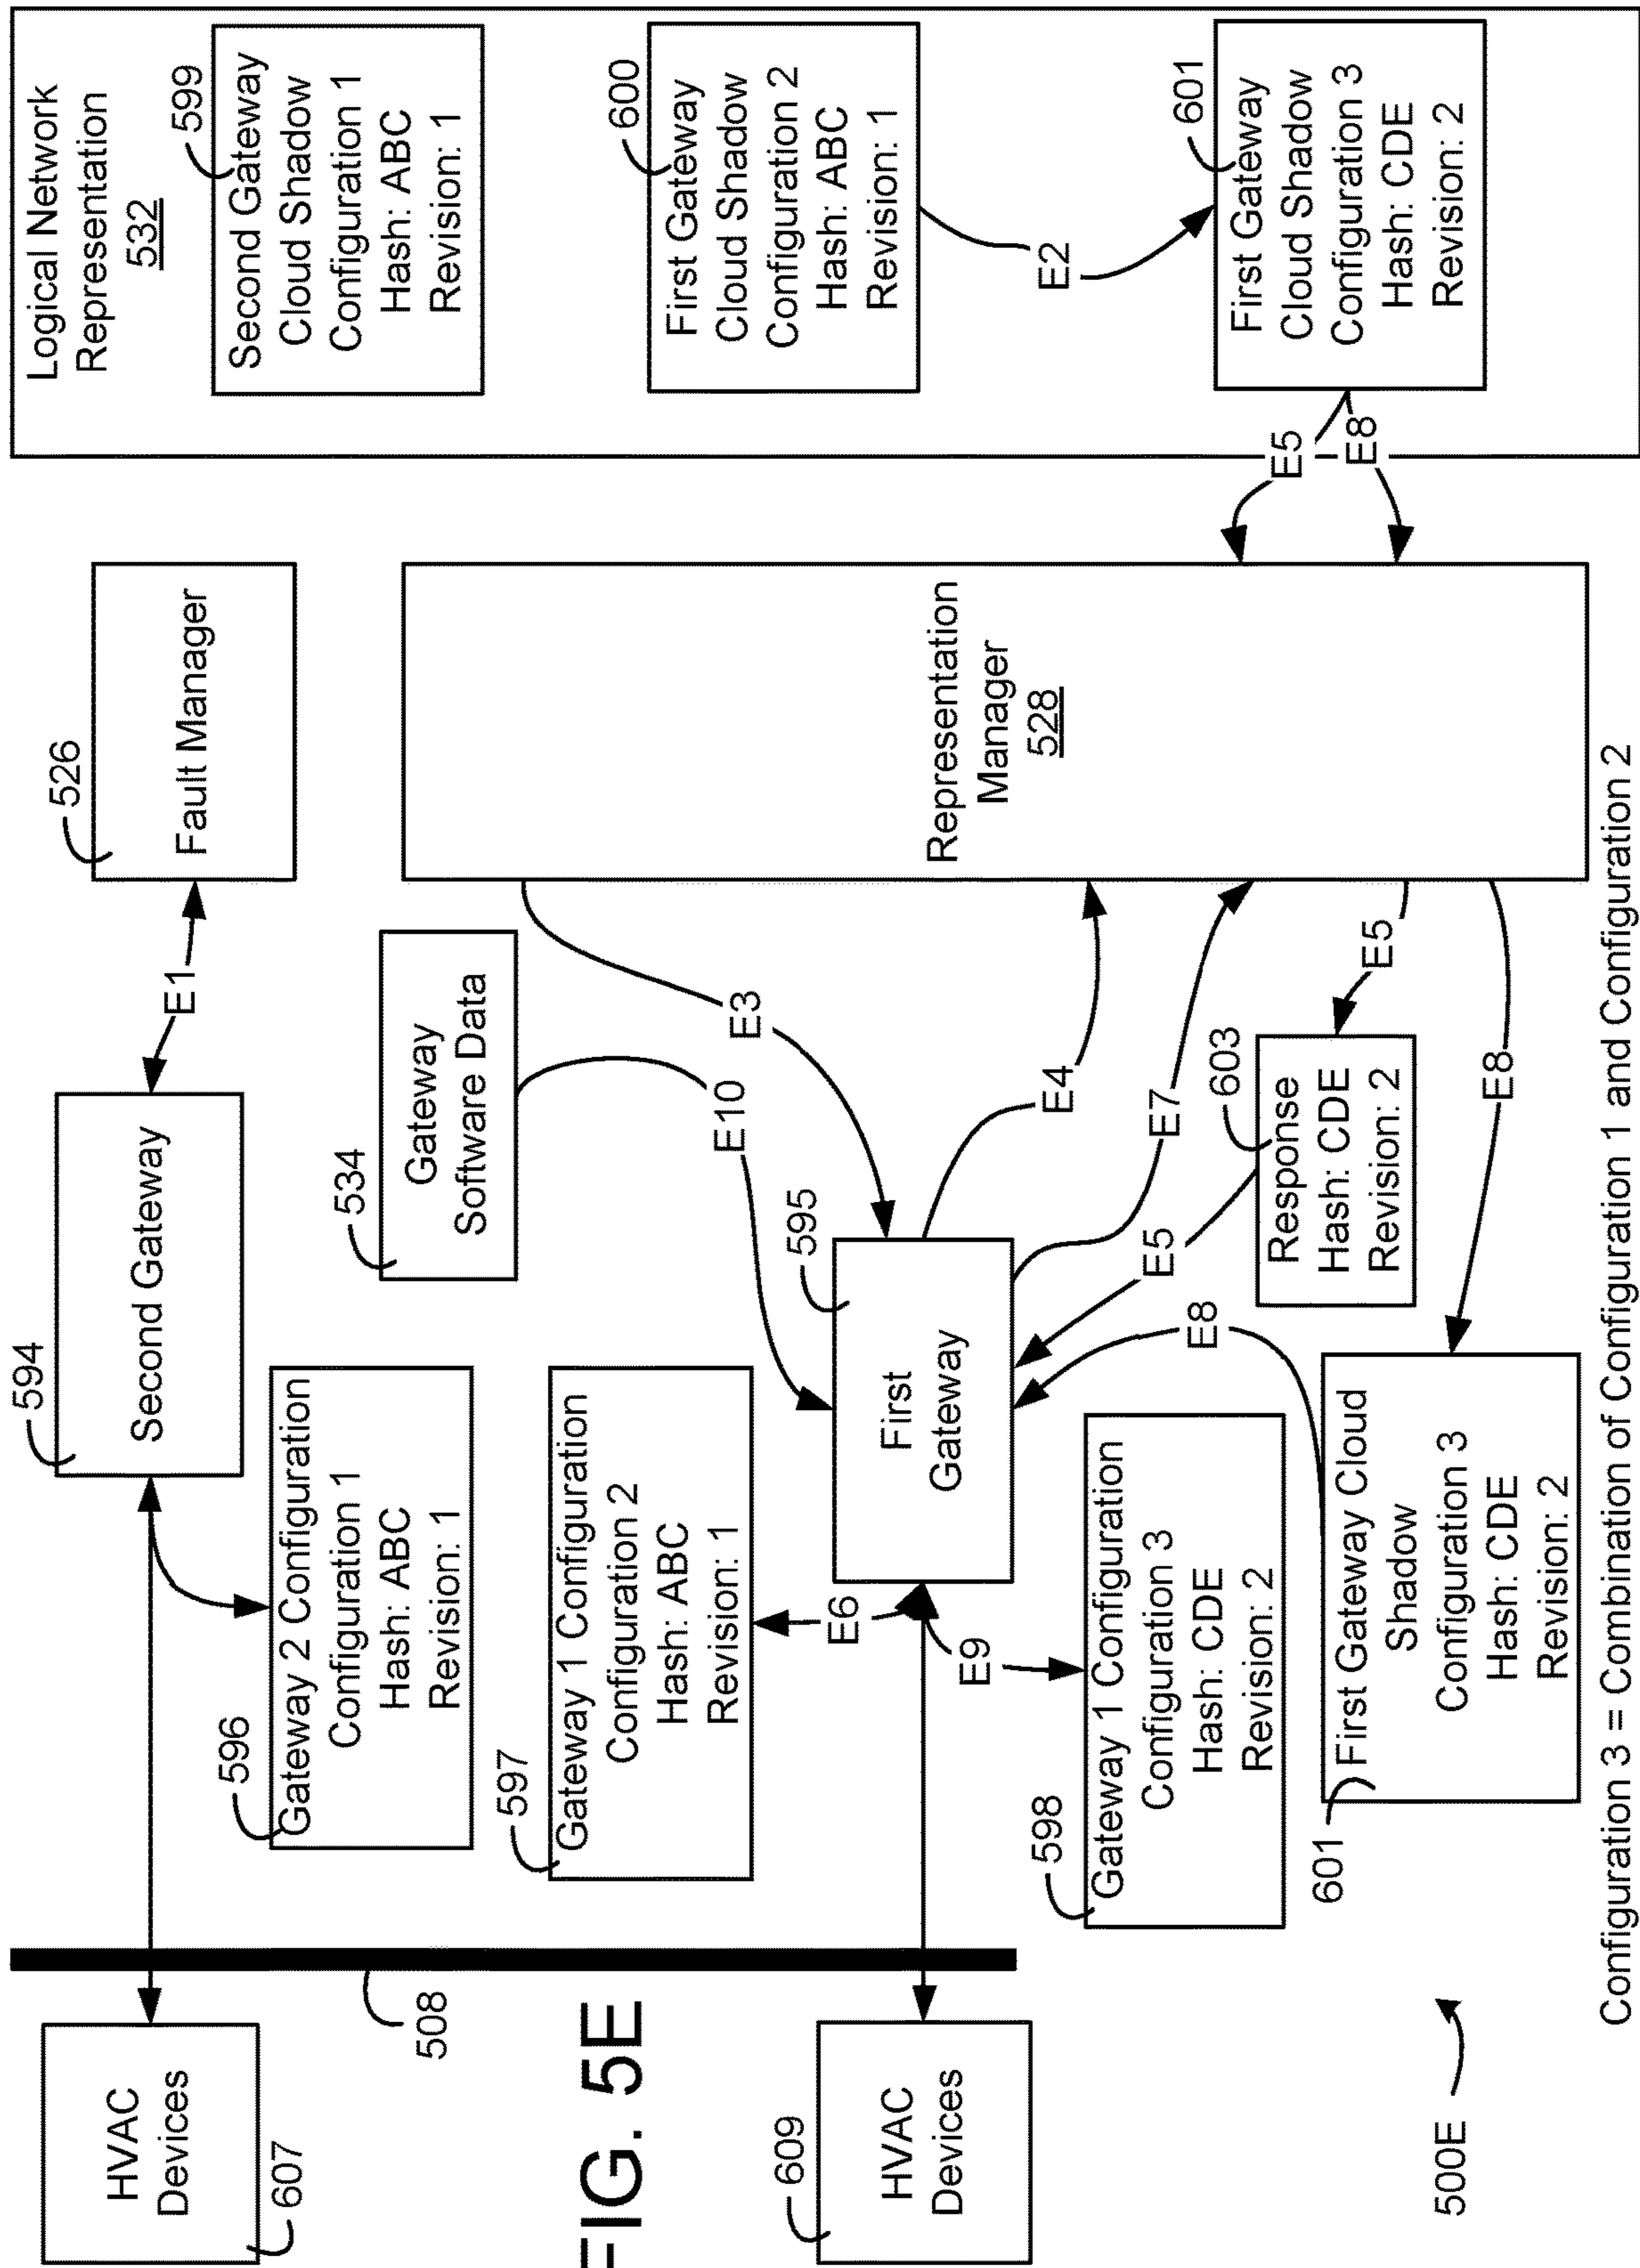 Logical Network
Representation
532
599
Second Gateway
Cloud Shadow
Configuration 1
Hash: ABC
Revision: 1
600
First Gateway
Cloud Shadow
Configuration 2
Hash: ABC
Revision: 1
E2
601
First Gateway
Cloud Shadow
Configuration 3
Hash: CDE
Revision: 2
E5
E8
526
Fault Manager
E1
Representation
Manager
528
594
Second Gateway
534
Gateway
Software Data
E3
E10
E4
E7
E5
E8
603
Response
Hash: CDE
Revision: 2
E5
E8
595
First
Gateway
596
Gateway 2 Configuration
Configuration 1
Hash: ABC
Revision: 1
597
Gateway 1 Configuration
Configuration 2
Hash: ABC
Revision: 1
E6
E9
598
Gateway 1 Configuration
Configuration 3
Hash: CDE
Revision: 2
601
First Gateway Cloud
Shadow
Configuration 3
Hash: CDE
Revision: 2
508
HVAC
Devices
607
609
HVAC
Devices
500E
Configuration 3 = Combination of Configuration 1 and Configuration 2
FIG. 5E